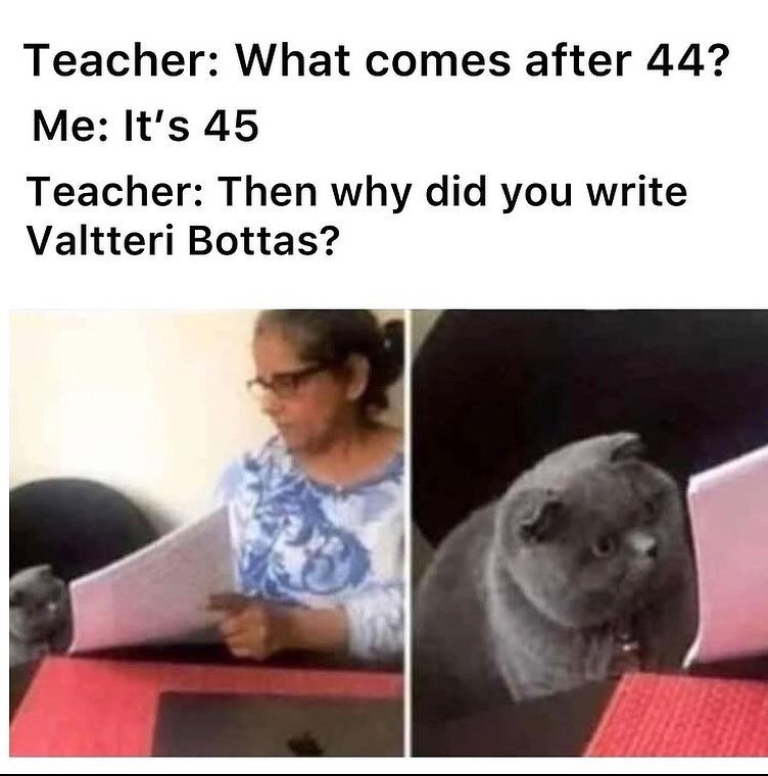 Teacher: What comes after 44?
Me: It's 45
Teacher: Then why did you write
Valtteri Bottas?